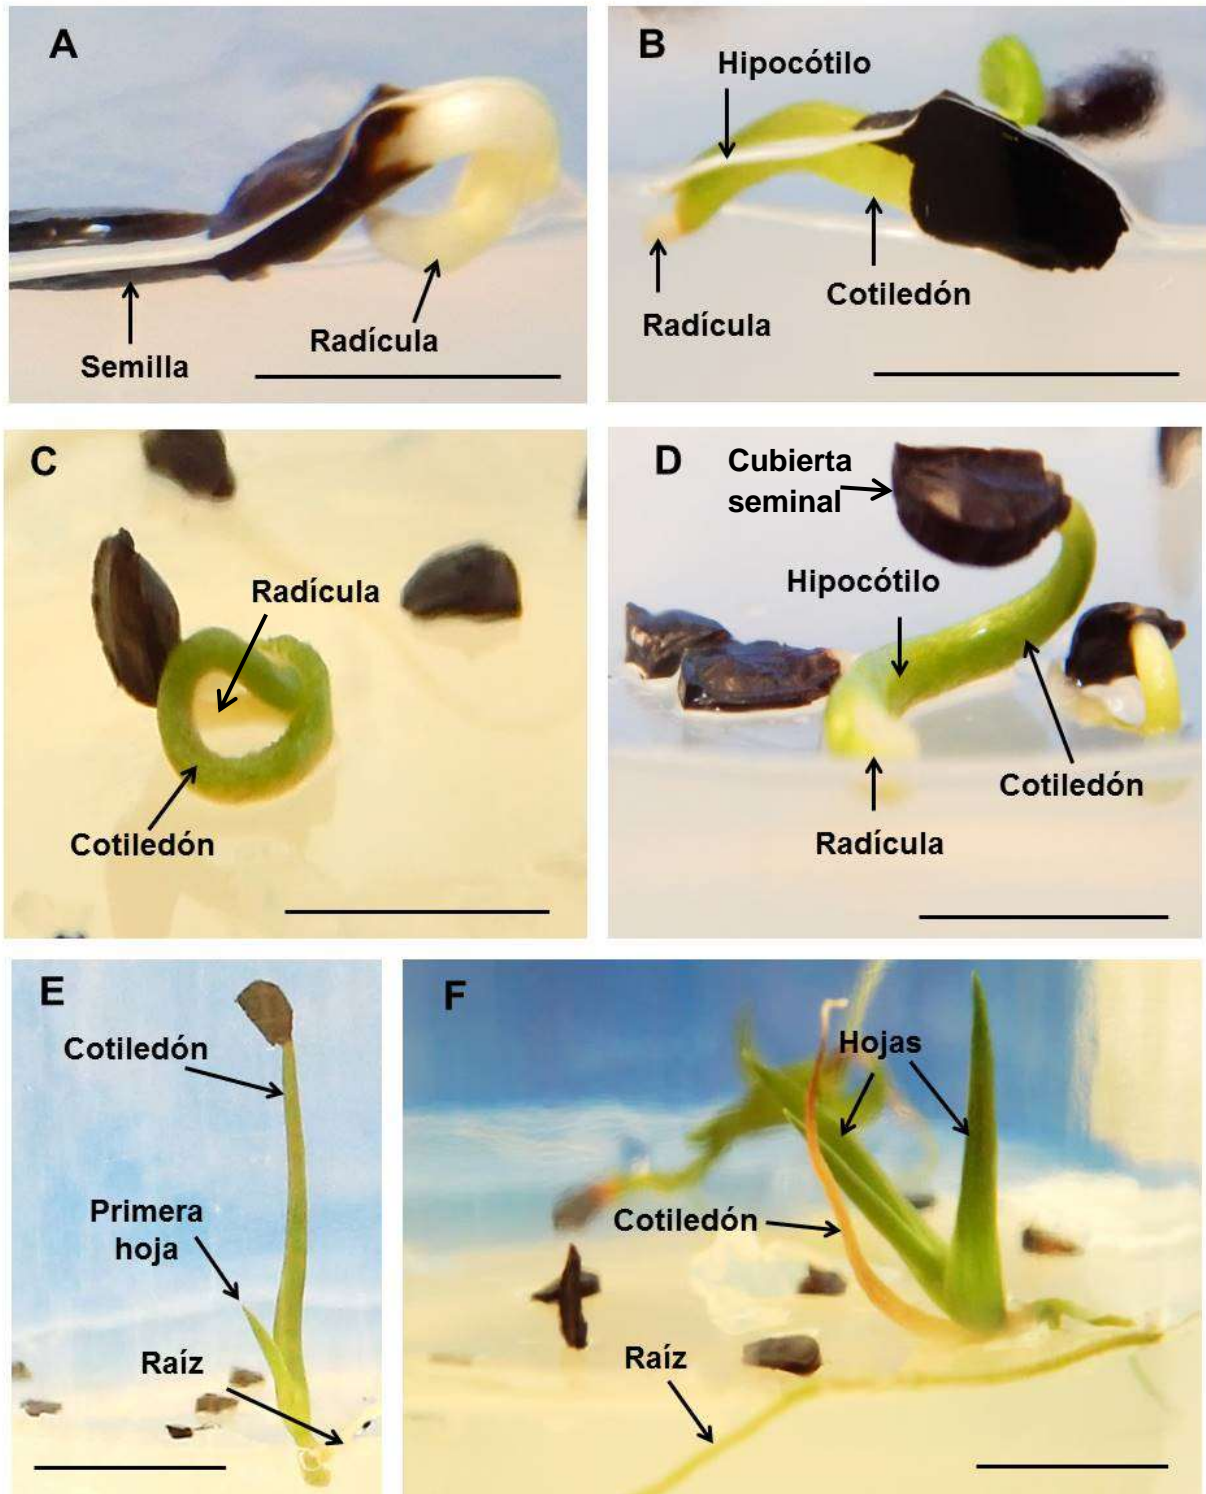 A
Semilla
Radícula
B
Hipocótilo
Radícula
Cotiledón
C
Radícula
Cotiledón
D
Cubierta
seminal
Hipocótilo
Cotiledón
Radícula
E
Cotiledón
Primera
hoja
Raíz
F
Hojas
Cotiledón
Raíz